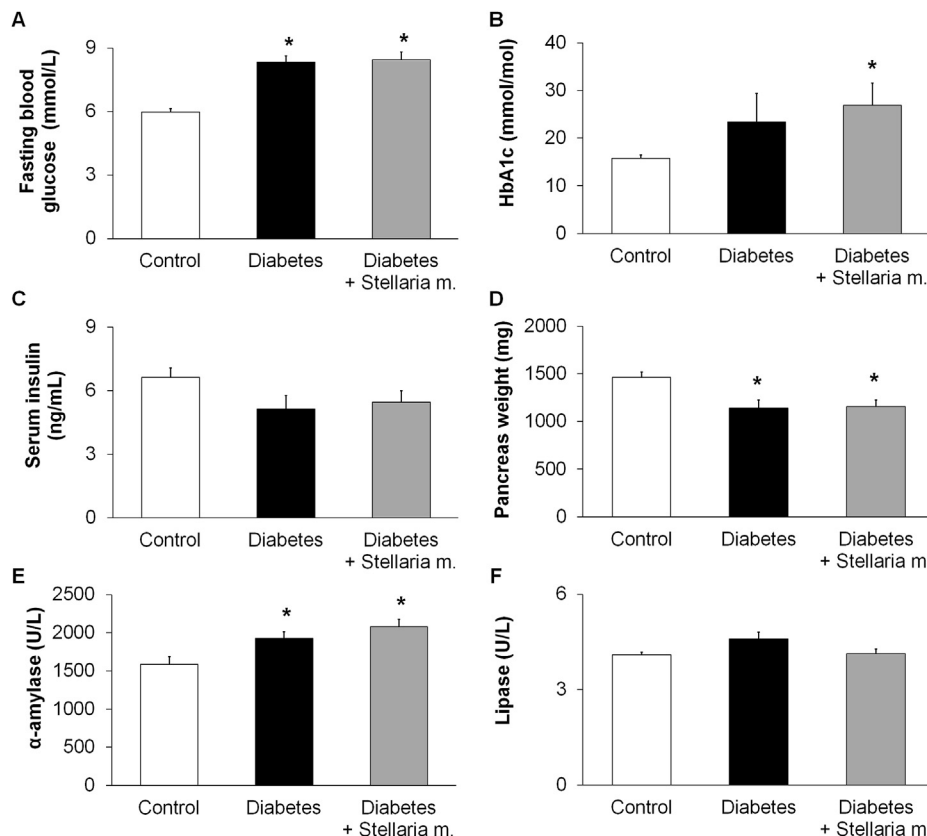 A
Fasting blood
glucose (mmol/L)
9
6
3
0
*
*
Control
Diabetes
Diabetes
+ Stellaria m.
B
HbA1c (mmol/mol)
40
30
20
10
0
*
Control
Diabetes
Diabetes
+ Stellaria m.
C
Serum insulin
(ng/mL)
9
6
3
0
Control
Diabetes
Diabetes
+ Stellaria m.
D
Pancreas weight (mg)
2000
1500
1000
500
0
*
*
Control
Diabetes
Diabetes
+ Stellaria m
E
α-amylase (U/L)
2500
2000
1500
1000
500
0
*
*
Control
Diabetes
Diabetes
+ Stellaria m.
F
Lipase (U/L)
6
3
0
Control
Diabetes
Diabetes
+ Stellaria m